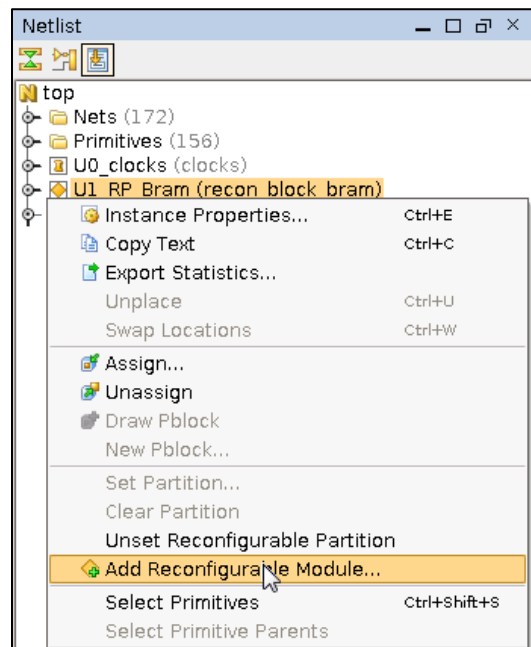 Netlist
top
Nets (172)
Primitives (156)
U0_clocks (clocks)
U1_RP_Bram (recon_block_bram)
Instance Properties... Ctrl+E
Copy Text Ctrl+C
Export Statistics...
Unplace Ctrl+U
Swap Locations Ctrl+W
Assign...
Unassign
Draw Pblock
New Pblock...
Set Partition...
Clear Partition
Unset Reconfigurable Partition
Add Reconfigurable Module...
Select Primitives Ctrl+Shift+S
Select Primitive Parents